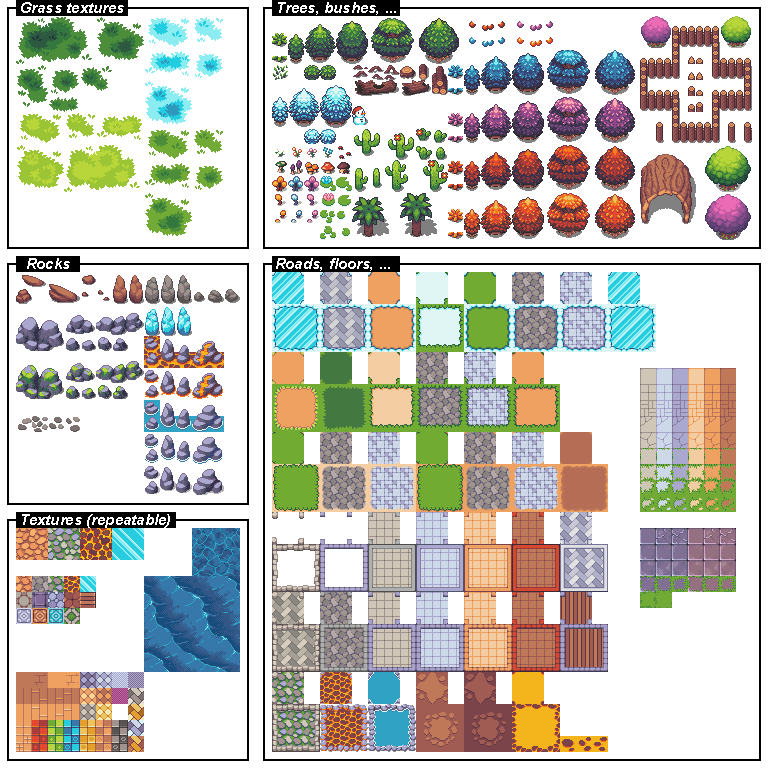 Grass textures
Trees, bushes, ...
Rocks
Roads, floors, ...
Textures (repeatable)